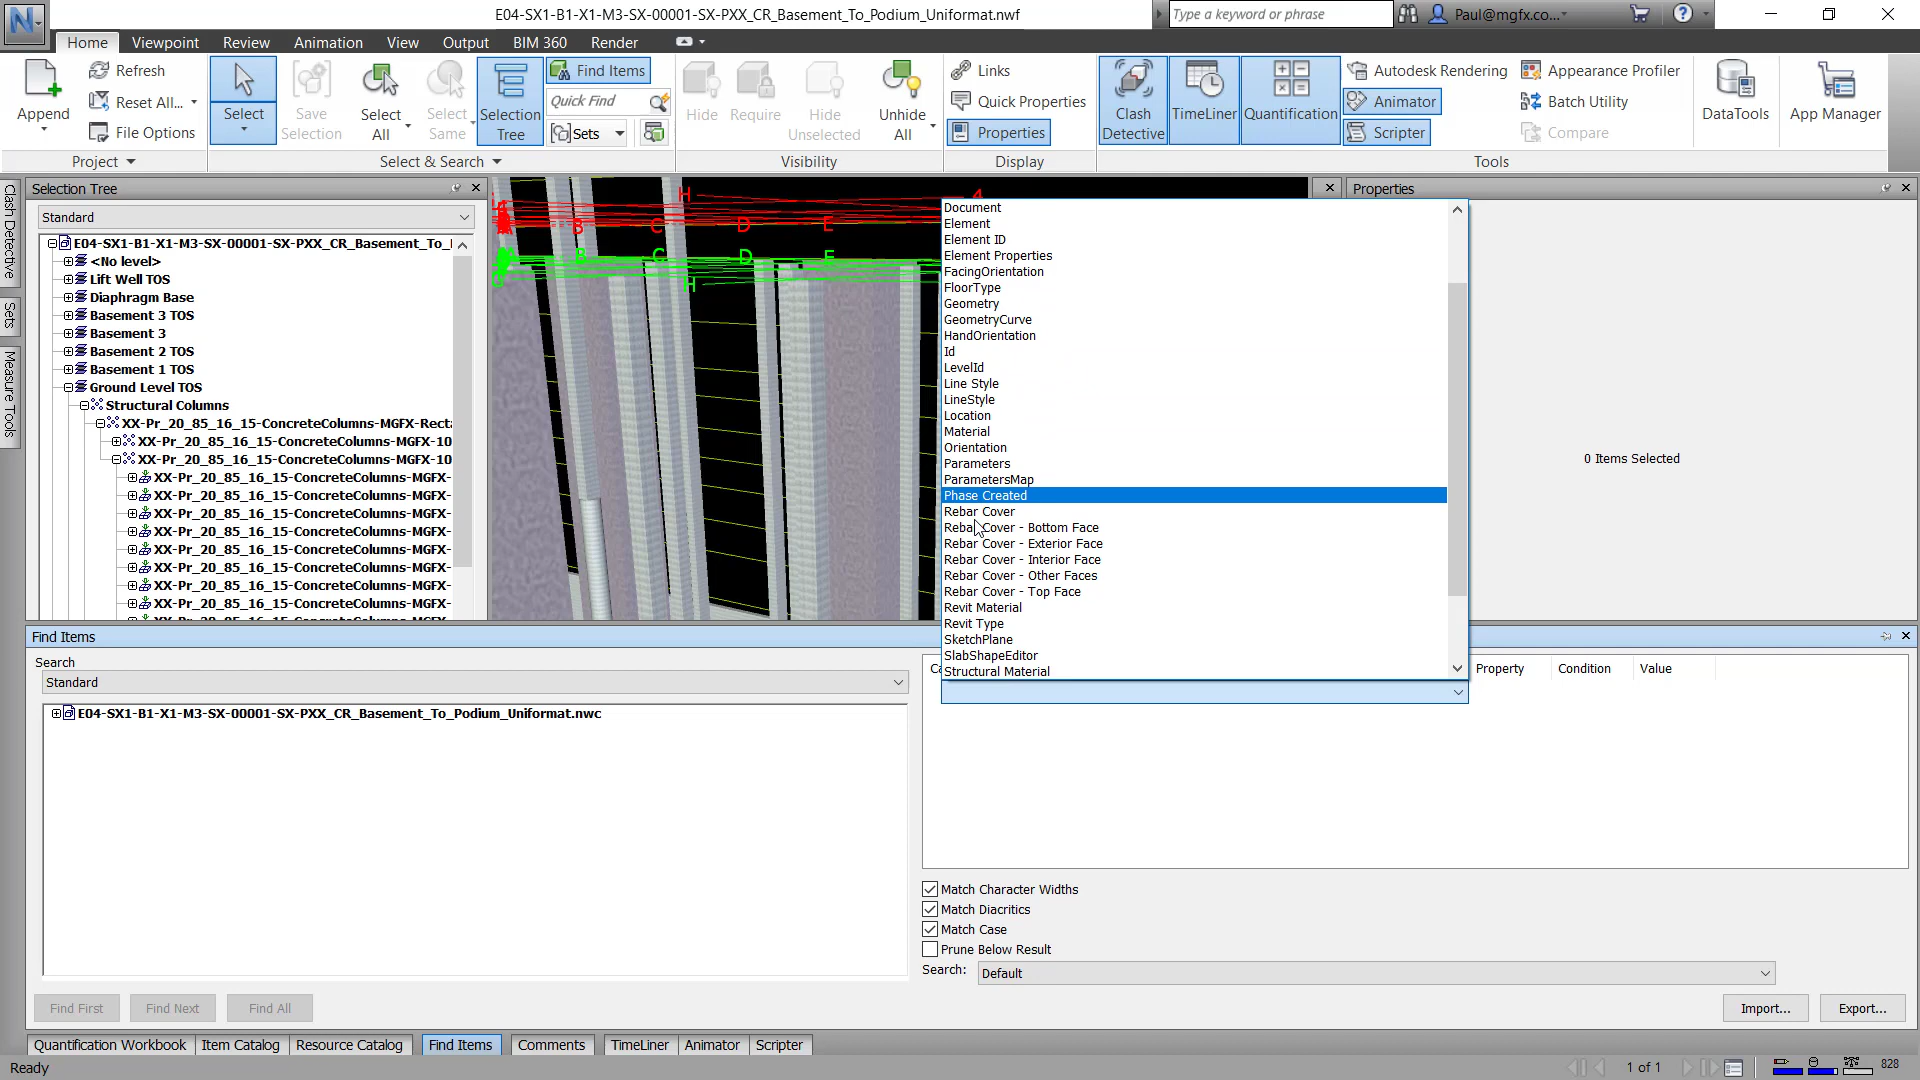 E04-SX1-B1-X1-M3-SX-00001-SX-PXX_CR_Basement_To_Podium_Uniformat.nwf
Type a keyword or phrase
Paul@mgfx.co...
Home Viewpoint Review Animation View Output BIM 360 Render
Append
Refresh
Reset All...
File Options
Project
Select
Save Selection
Select All
Select Same
Selection Tree
Find Items
Quick Find
Sets
Select & Search
Hide
Require
Hide Unselected
Unhide All
Visibility
Links
Quick Properties
Properties
Display
Clash Detective
TimeLiner
Quantification
Autodesk Rendering
Animator
Scripter
Appearance Profiler
Batch Utility
Compare
Tools
DataTools
App Manager
Clash Detective
Sets
Measure Tools
Selection Tree
Standard
E04-SX1-B1-X1-M3-SX-00001-SX-PXX_CR_Basement_To_
<No level>
Lift Well TOS
Diaphragm Base
Basement 3 TOS
Basement 3
Basement 2 TOS
Basement 1 TOS
Ground Level TOS
Structural Columns
XX-Pr_20_85_16_15-ConcreteColumns-MGFX-Rect
XX-Pr_20_85_16_15-ConcreteColumns-MGFX-10
XX-Pr_20_85_16_15-ConcreteColumns-MGFX-10
XX-Pr_20_85_16_15-ConcreteColumns-MGFX-
XX-Pr_20_85_16_15-ConcreteColumns-MGFX-
XX-Pr_20_85_16_15-ConcreteColumns-MGFX-
XX-Pr_20_85_16_15-ConcreteColumns-MGFX-
XX-Pr_20_85_16_15-ConcreteColumns-MGFX-
XX-Pr_20_85_16_15-ConcreteColumns-MGFX-
XX-Pr_20_85_16_15-ConcreteColumns-MGFX-
XX-Pr_20_85_16_15-ConcreteColumns-MGFX-
H 4
B C D E
B C D E
H
Document
Element
Element ID
Element Properties
FacingOrientation
FloorType
Geometry
GeometryCurve
HandOrientation
Id
LevelId
Line Style
LineStyle
Location
Material
Orientation
Parameters
ParametersMap
Phase Created
Rebar Cover
Rebar Cover - Bottom Face
Rebar Cover - Exterior Face
Rebar Cover - Interior Face
Rebar Cover - Other Faces
Rebar Cover - Top Face
Revit Material
Revit Type
SketchPlane
SlabShapeEditor
Structural Material
Properties
0 Items Selected
Find Items
Search
Standard
E04-SX1-B1-X1-M3-SX-00001-SX-PXX_CR_Basement_To_Podium_Uniformat.nwc
Property Condition Value
Match Character Widths
Match Diacritics
Match Case
Prune Below Result
Search: Default
Find First Find Next Find All
Import... Export...
Quantification Workbook Item Catalog Resource Catalog Find Items Comments TimeLiner Animator Scripter
Ready
1 of 1
828